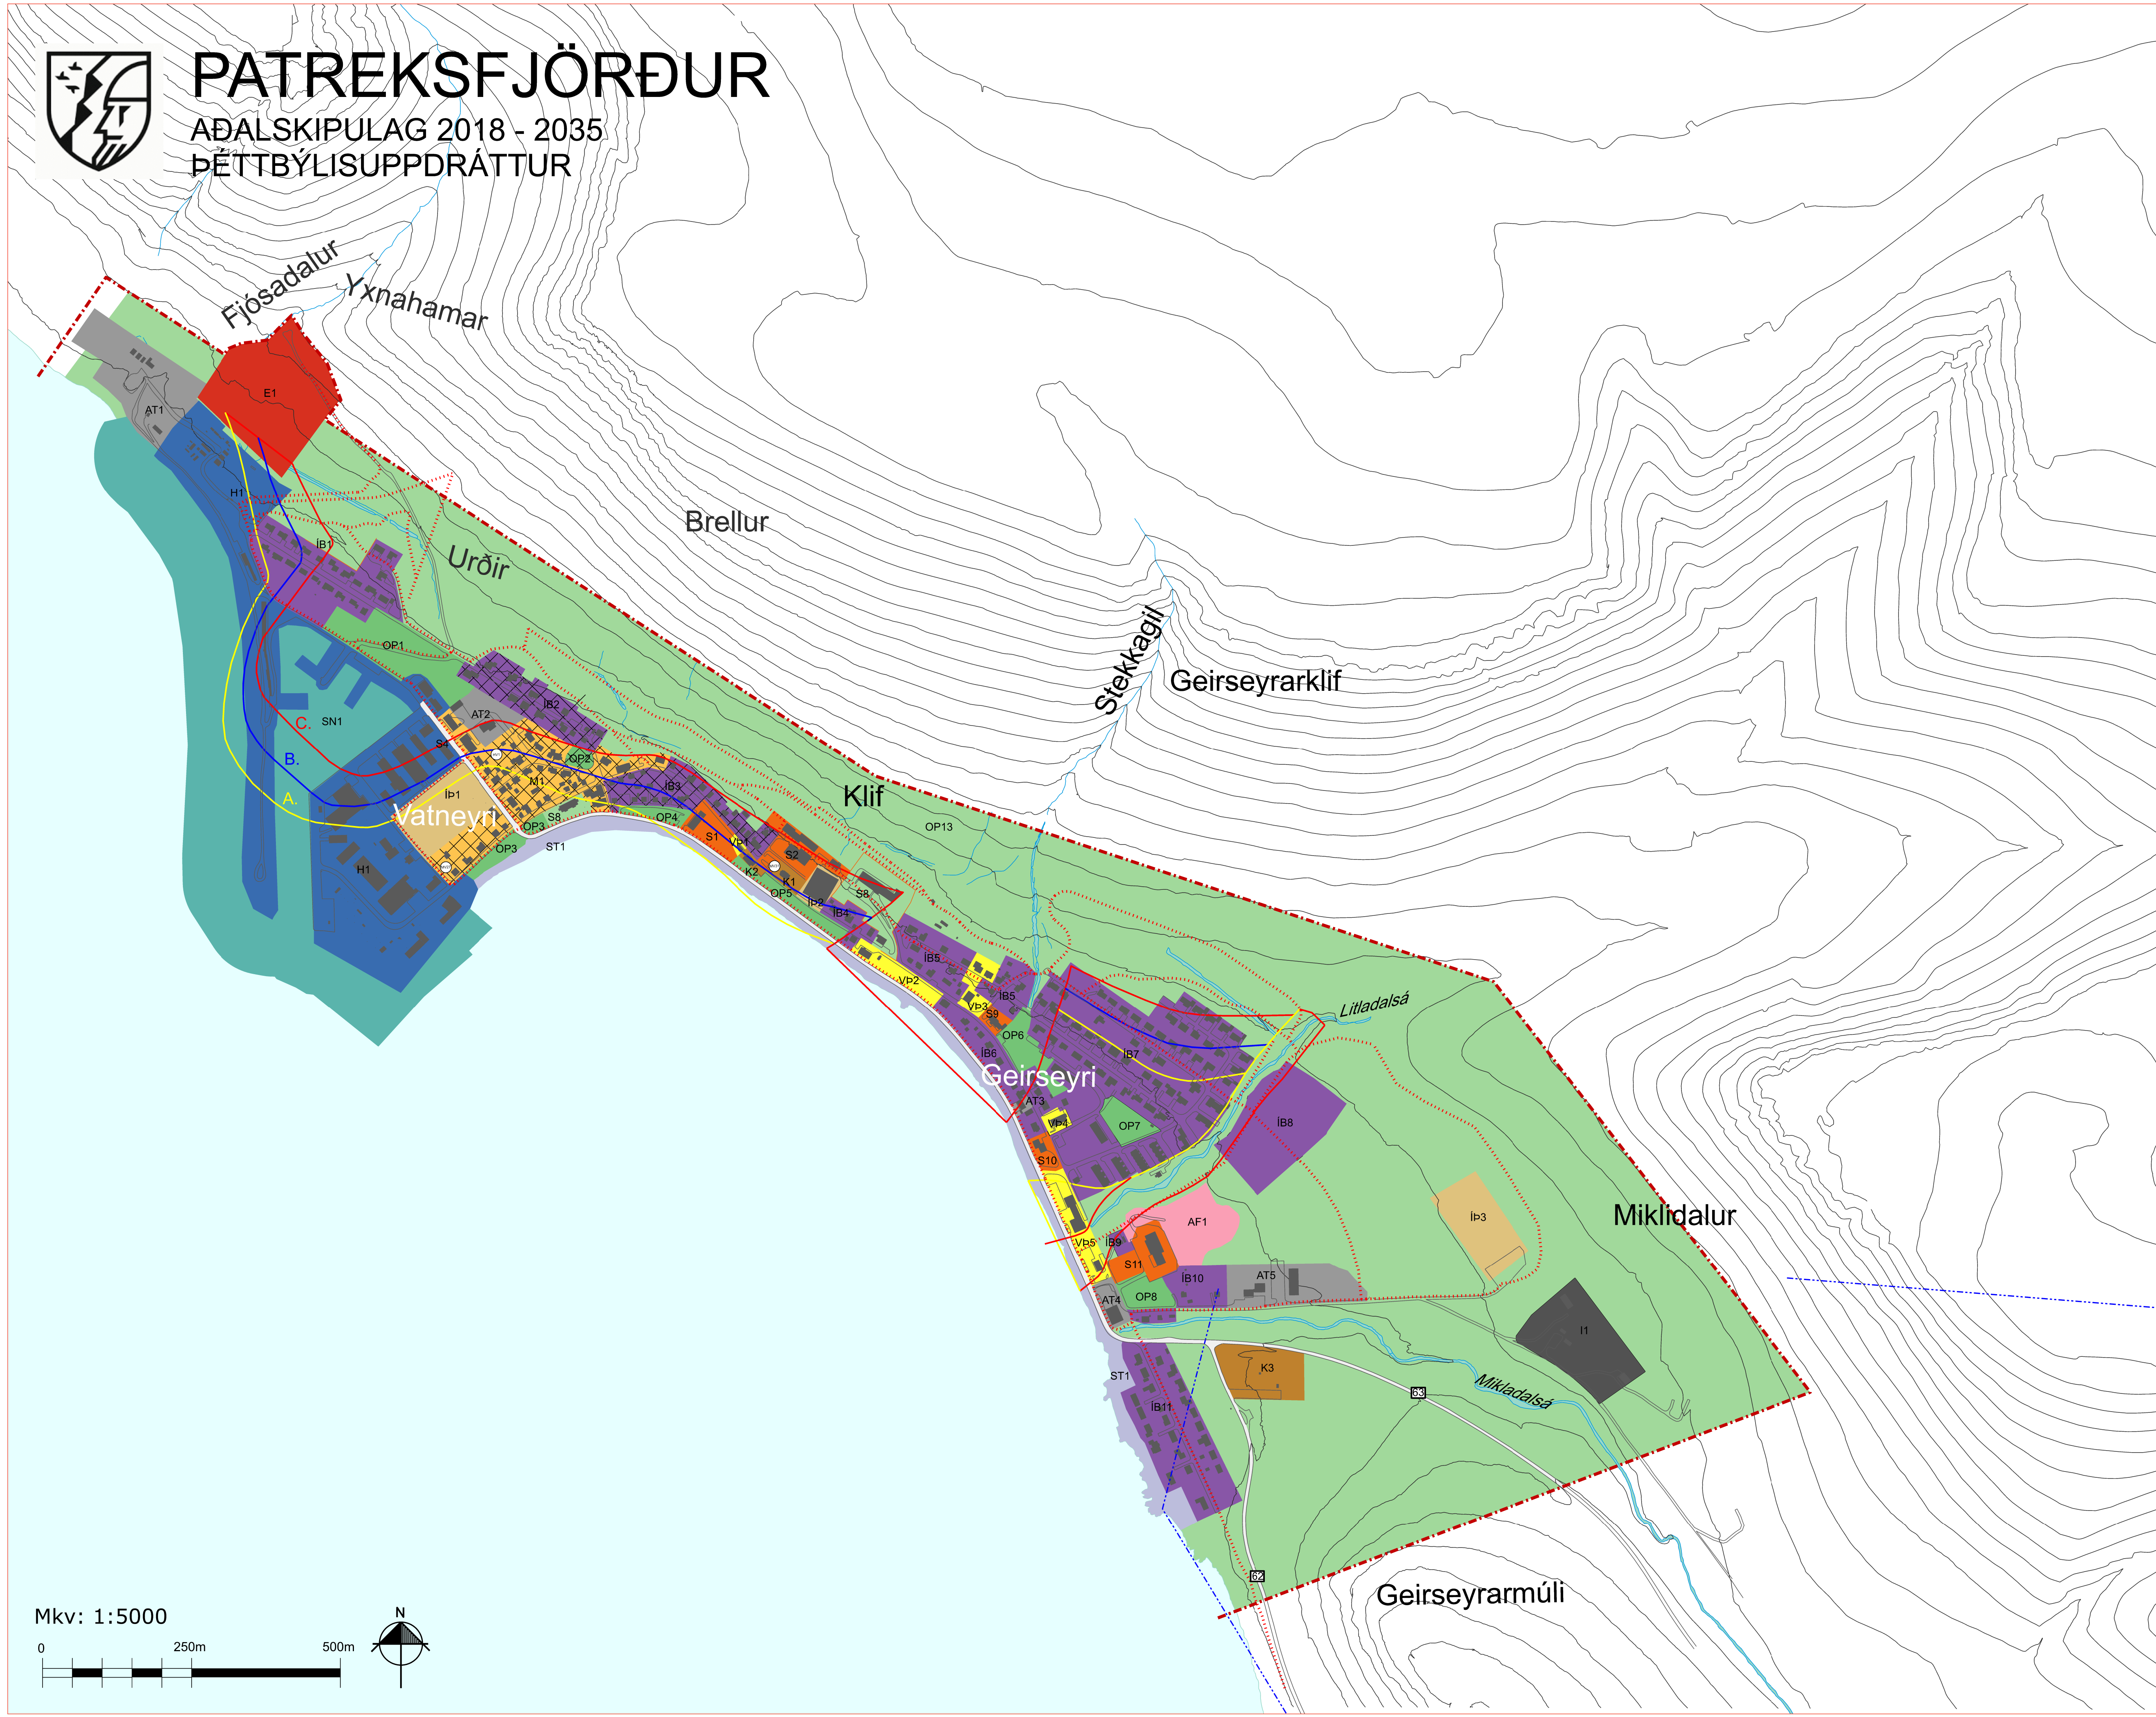 PATREKSFJÖRÐUR
AÐALSKIPULAG 2018 - 2035
ÞÉTTBÝLISUPPDRÁTTUR
Fjósadalur
Yxnahamar
E1
AT1
H1
ÍB1
Brellur
Urðir
OP1
Stekkagil
Geirseyrarklif
ÍB2
AT2
SN1
C.
S4
B.
OP2
M1
ÍB3
A.
ÍÞ1
Vatneyri
Klif
S8
OP4
OP3
OP13
S1
VÞ1
ST1
OP3
S2
H1
K2
K1
OP5
S8
ÍÞ2
ÍB4
ÍB5
VÞ2
ÍB5
VÞ3
S9
Litladalsá
OP6
ÍB6
ÍB7
Geirseyri
AT3
VÞ4
OP7
ÍB8
S10
Miklidalur
ÍÞ3
AF1
VÞ5
ÍB9
S11
ÍB10
AT5
OP8
AT4
I1
K3
ST1
63
Mikladalsá
ÍB11
62
Geirseyrarmúli
Mkv: 1:5000
N
0
250m
500m